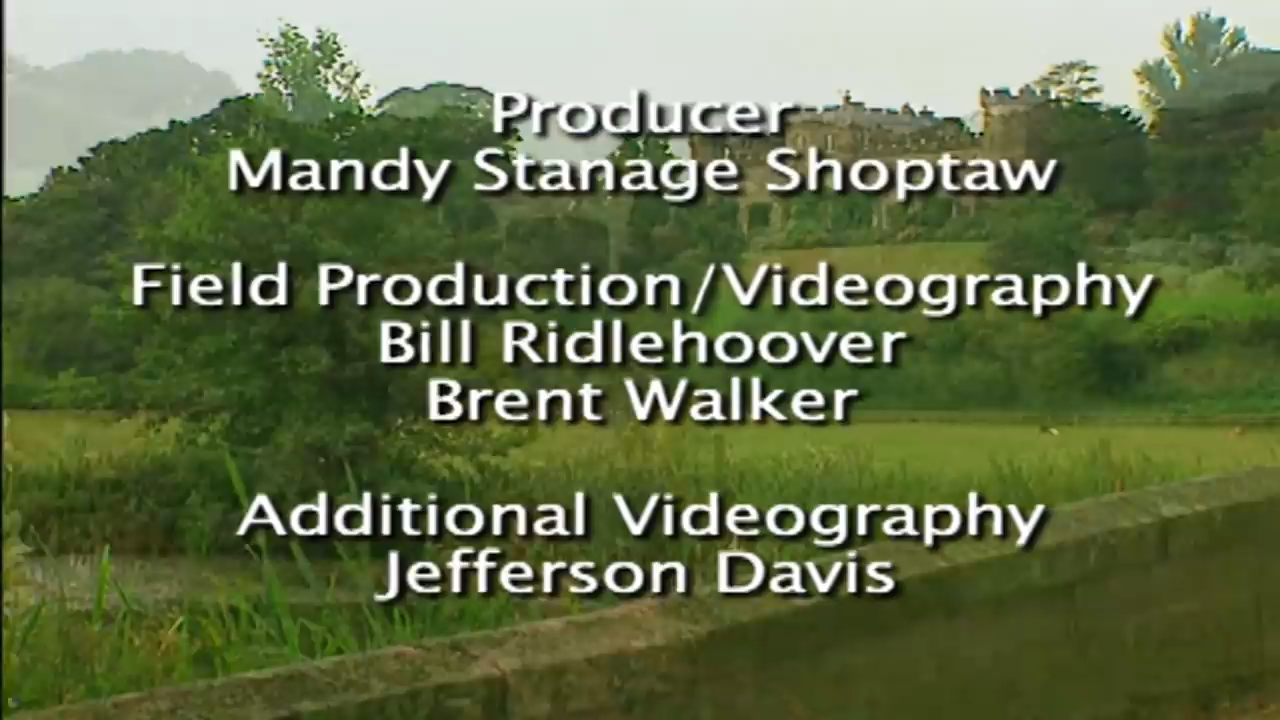 Producer
Mandy Stanage Shoptaw
Field Production/Videography
Bill Ridlehoover
Brent Walker
Additional Videography
Jefferson Davis